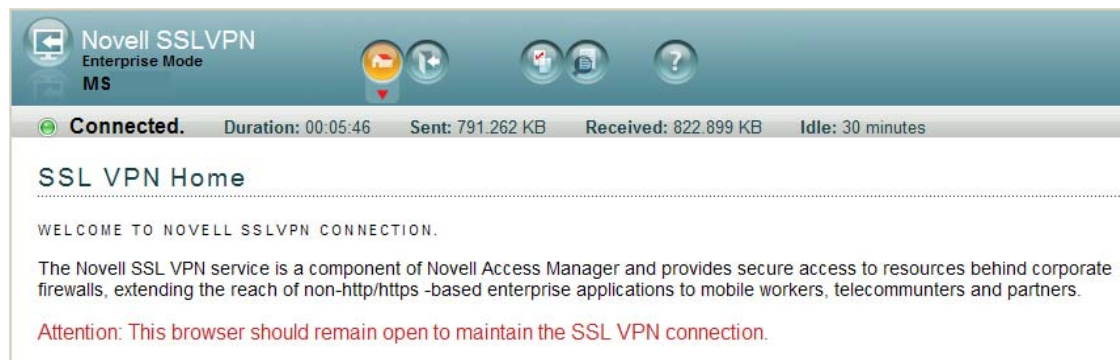 Novell SSLVPN
Enterprise Mode
MS
?
Connected. Duration: 00:05:46 Sent: 791.262 KB Received: 822.899 KB Idle: 30 minutes
SSL VPN Home
WELCOME TO NOVELL SSLVPN CONNECTION.
The Novell SSL VPN service is a component of Novell Access Manager and provides secure access to resources behind corporate
firewalls, extending the reach of non-http/https -based enterprise applications to mobile workers, telecommunters and partners.
Attention: This browser should remain open to maintain the SSL VPN connection.